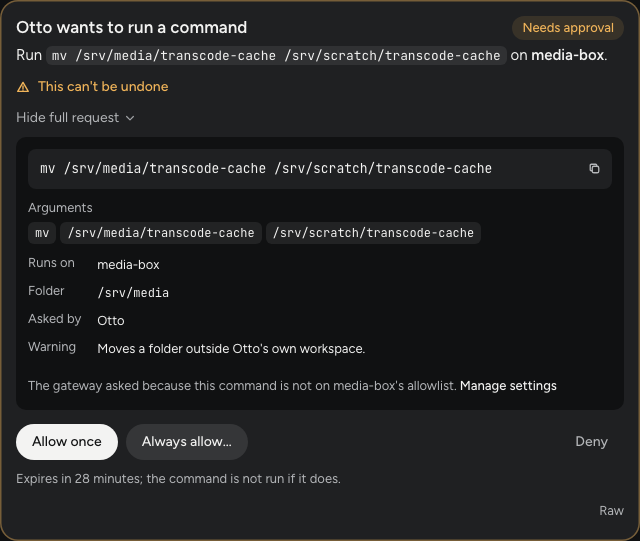 Otto wants to run a command
Needs approval
Run mv /srv/media/transcode-cache /srv/scratch/transcode-cache on media-box.
This can't be undone
Hide full request
mv /srv/media/transcode-cache /srv/scratch/transcode-cache
Arguments
mv /srv/media/transcode-cache /srv/scratch/transcode-cache
Runs on media-box
Folder /srv/media
Asked by Otto
Warning Moves a folder outside Otto's own workspace.
The gateway asked because this command is not on media-box's allowlist. Manage settings
Allow once Always allow... Deny
Expires in 28 minutes; the command is not run if it does.
Raw